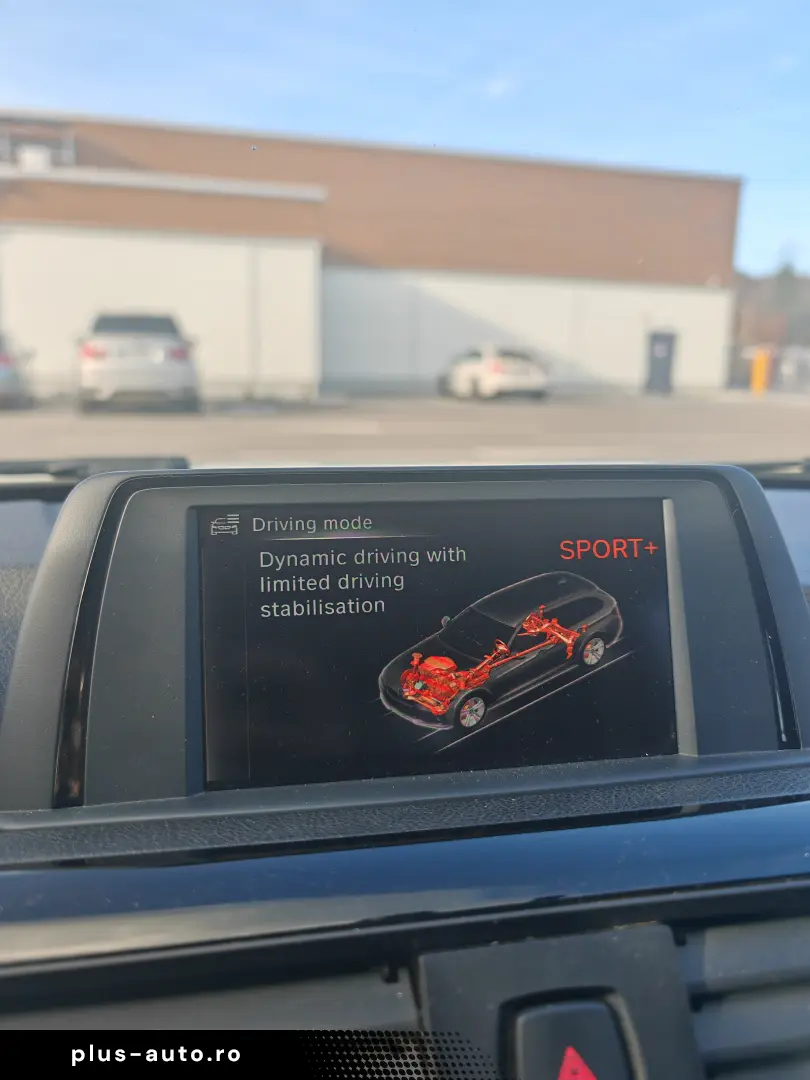 Driving mode
Dynamic driving with
limited driving
stabilisation
SPORT+
plus-auto.ro